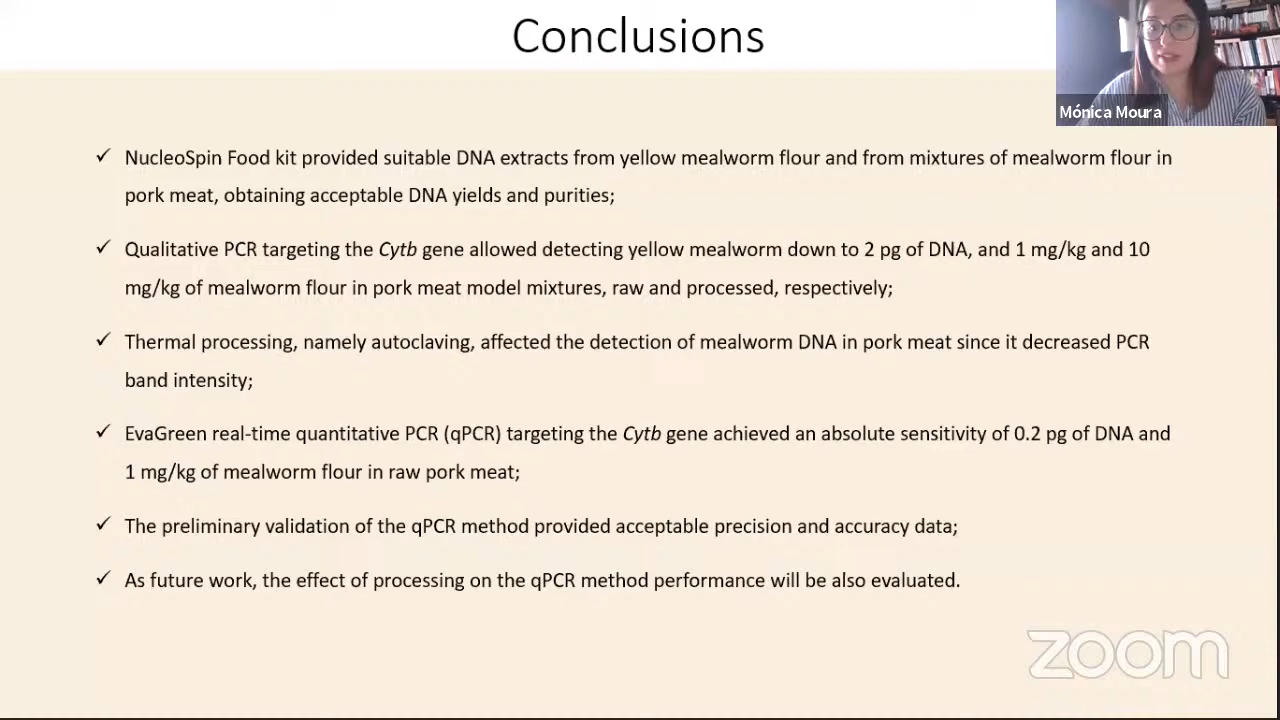 Conclusions
Mónica Moura
✓ NucleoSpin Food kit provided suitable DNA extracts from yellow mealworm flour and from mixtures of mealworm flour in
pork meat, obtaining acceptable DNA yields and purities;
✓ Qualitative PCR targeting the Cytb gene allowed detecting yellow mealworm down to 2 pg of DNA, and 1 mg/kg and 10
mg/kg of mealworm flour in pork meat model mixtures, raw and processed, respectively;
✓ Thermal processing, namely autoclaving, affected the detection of mealworm DNA in pork meat since it decreased PCR
band intensity;
✓ EvaGreen real-time quantitative PCR (qPCR) targeting the Cytb gene achieved an absolute sensitivity of 0.2 pg of DNA and
1 mg/kg of mealworm flour in raw pork meat;
✓ The preliminary validation of the qPCR method provided acceptable precision and accuracy data;
✓ As future work, the effect of processing on the qPCR method performance will be also evaluated.
zoom